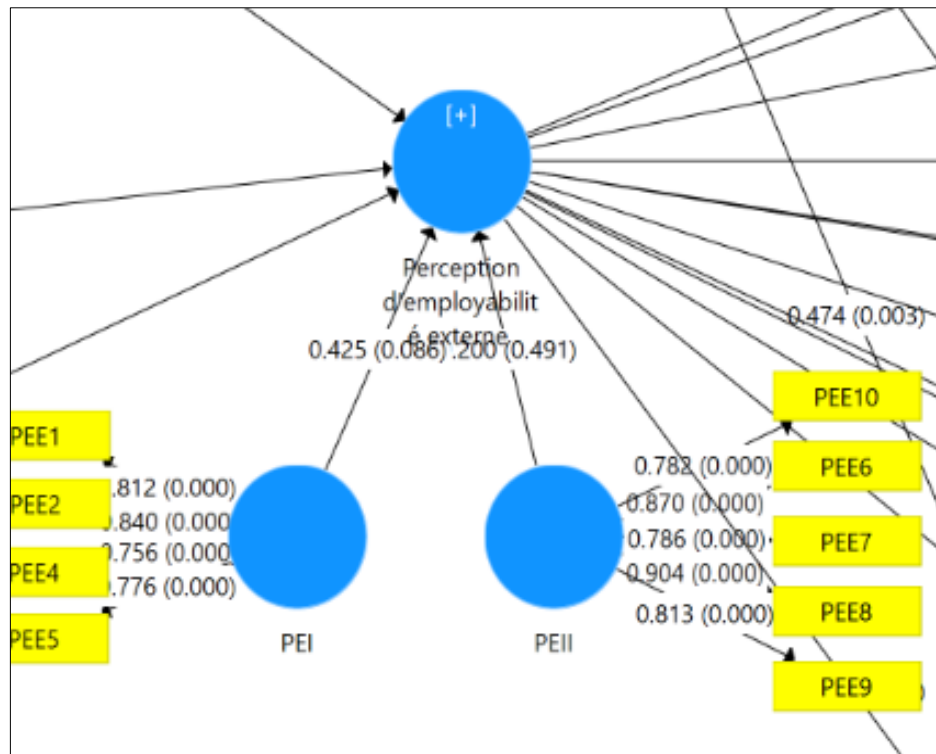 [+]
Perception
d'employabilit
é externe
0.425 (0.086)
.200 (0.491)
0.474 (0.003)
PEE1
PEE2
PEE4
PEE5
.812 (0.000)
0.840 (0.000
0.756 (0.000
0.776 (0.000)
PEI
PEII
0.782 (0.000)
0.870 (0.000)
0.786 (0.000)
0.904 (0.000)
0.813 (0.000)
PEE10
PEE6
PEE7
PEE8
PEE9